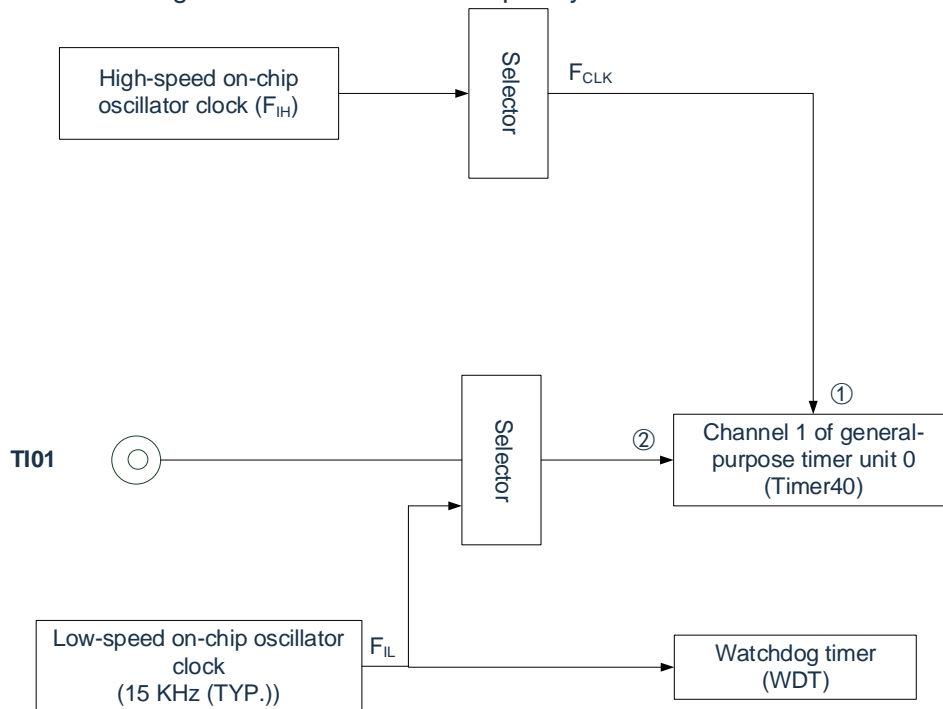 High-speed on-chip
oscillator clock (FIH)
Selector
FCLK
①
TI01
Selector
②
Channel 1 of general-
purpose timer unit 0
(Timer40)
Low-speed on-chip oscillator
clock
(15 KHz (TYP.))
FIL
Watchdog timer
(WDT)